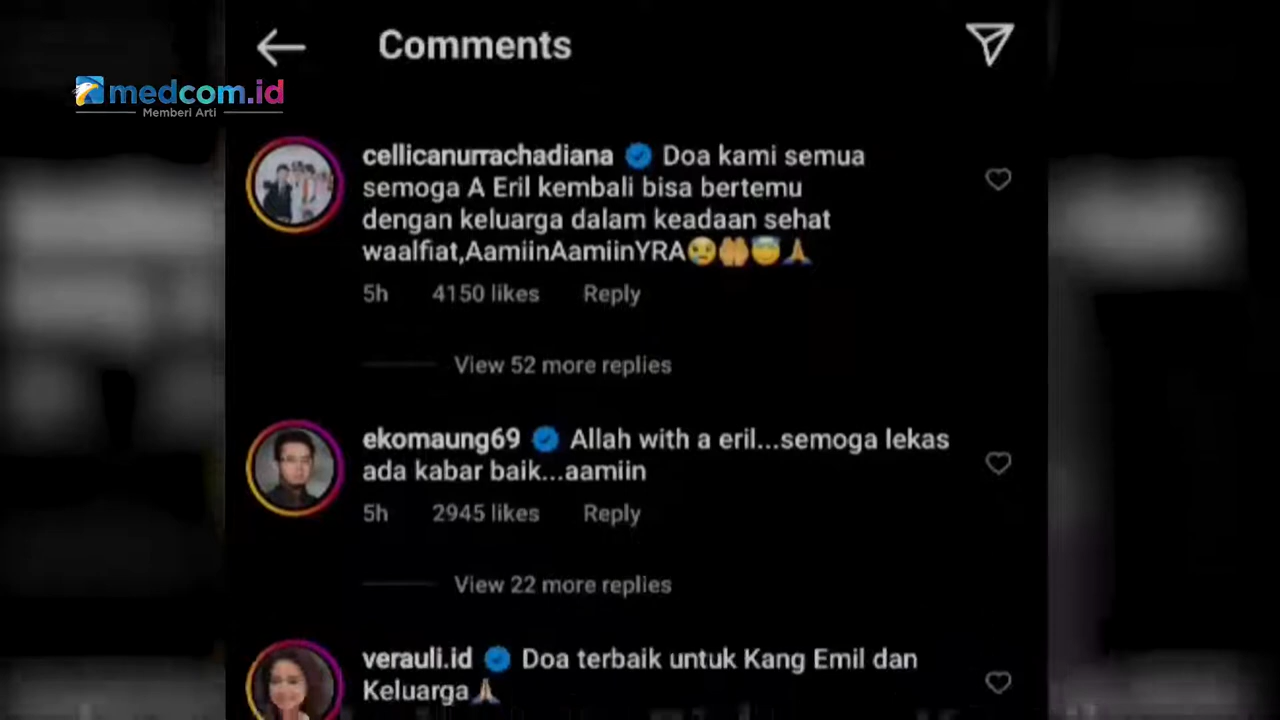 Comments
medcom.id
Memberi Arti
cellicanurrachadiana Doa kami semua
semoga A Eril kembali bisa bertemu
dengan keluarga dalam keadaan sehat
waalfiat,AamiinAamiinYRA😢🤲😇🙏
5h 4150 likes Reply
View 52 more replies
ekomaung69 Allah with a eril...semoga lekas
ada kabar baik...aamiin
5h 2945 likes Reply
View 22 more replies
verauli.id Doa terbaik untuk Kang Emil dan
Keluarga🙏